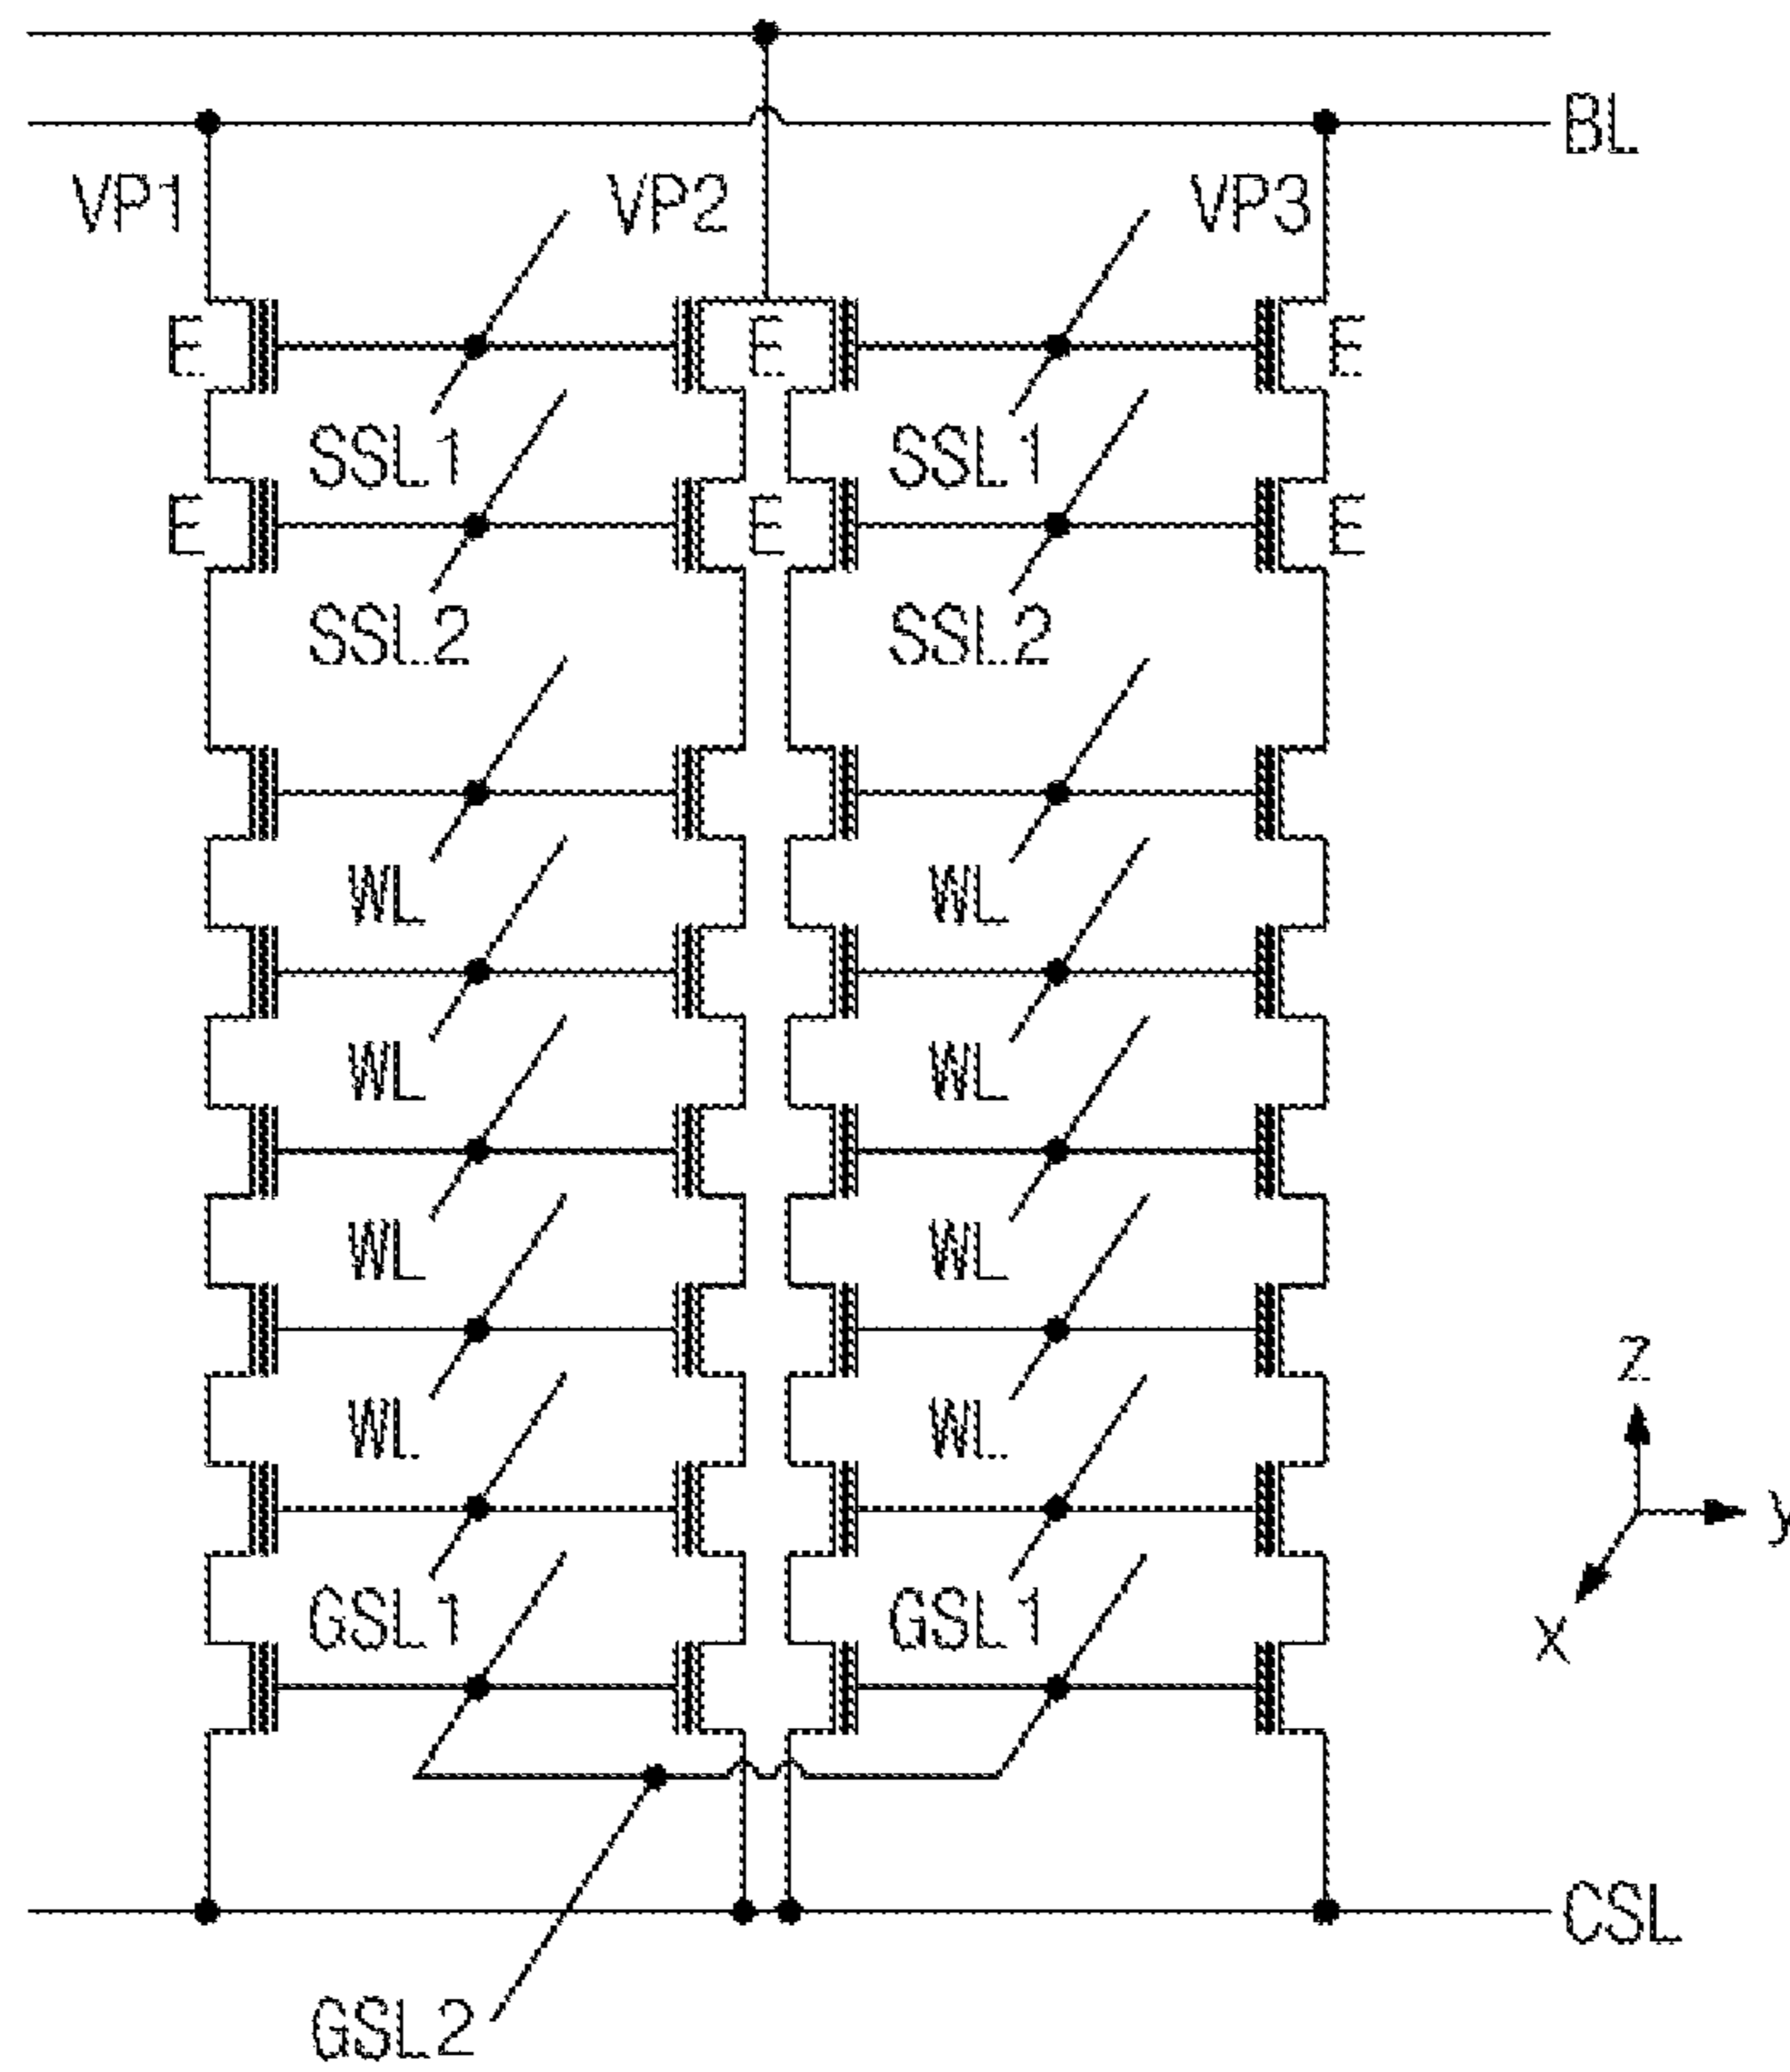 BL
VP1 VP2 VP3
E E E
SSL1 SSL1
E E E
SSL2 SSL2
WL WL
WL WL
WL WL
Z
WL WL
y
GSL1 GSL1
X
CSL
GSL2